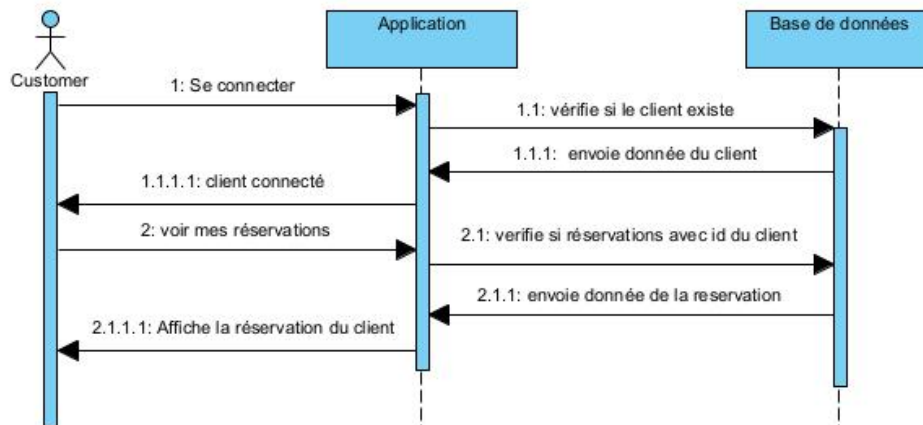 Application
Base de données
Customer
1: Se connecter
1.1: vérifie si le client existe
1.1.1: envoie donnée du client
1.1.1.1: client connecté
2: voir mes réservations
2.1: verifie si réservations avec id du client
2.1.1: envoie donnée de la reservation
2.1.1.1: Affiche la réservation du client